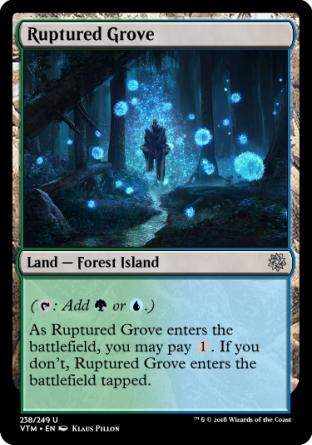 Ruptured Grove
Land — Forest Island
( : Add or .)
As Ruptured Grove enters the
battlefield, you may pay 1 . If you
don't, Ruptured Grove enters the
battlefield tapped.
238/249 U
VTM • EN Klaus Pillon
™ & © 2018 Wizards of the Coast